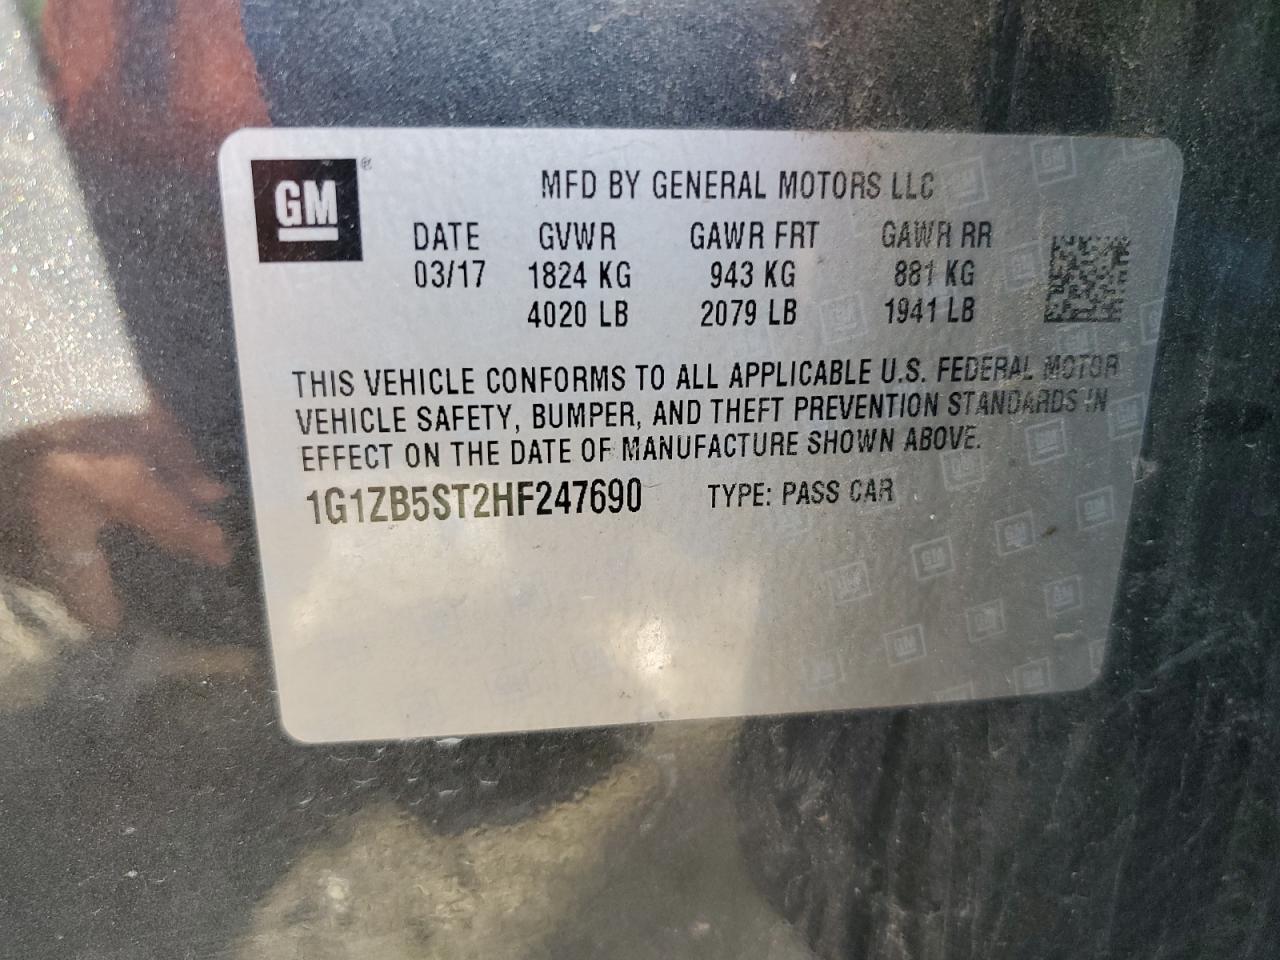 GM ®
MFD BY GENERAL MOTORS LLC
DATE GVWR GAWR FRT GAWR RR
03/17 1824 KG 943 KG 881 KG
4020 LB 2079 LB 1941 LB
THIS VEHICLE CONFORMS TO ALL APPLICABLE U.S. FEDERAL MOTOR
VEHICLE SAFETY, BUMPER, AND THEFT PREVENTION STANDARDS IN
EFFECT ON THE DATE OF MANUFACTURE SHOWN ABOVE.
1G1ZB5ST2HF247690 TYPE: PASS CAR